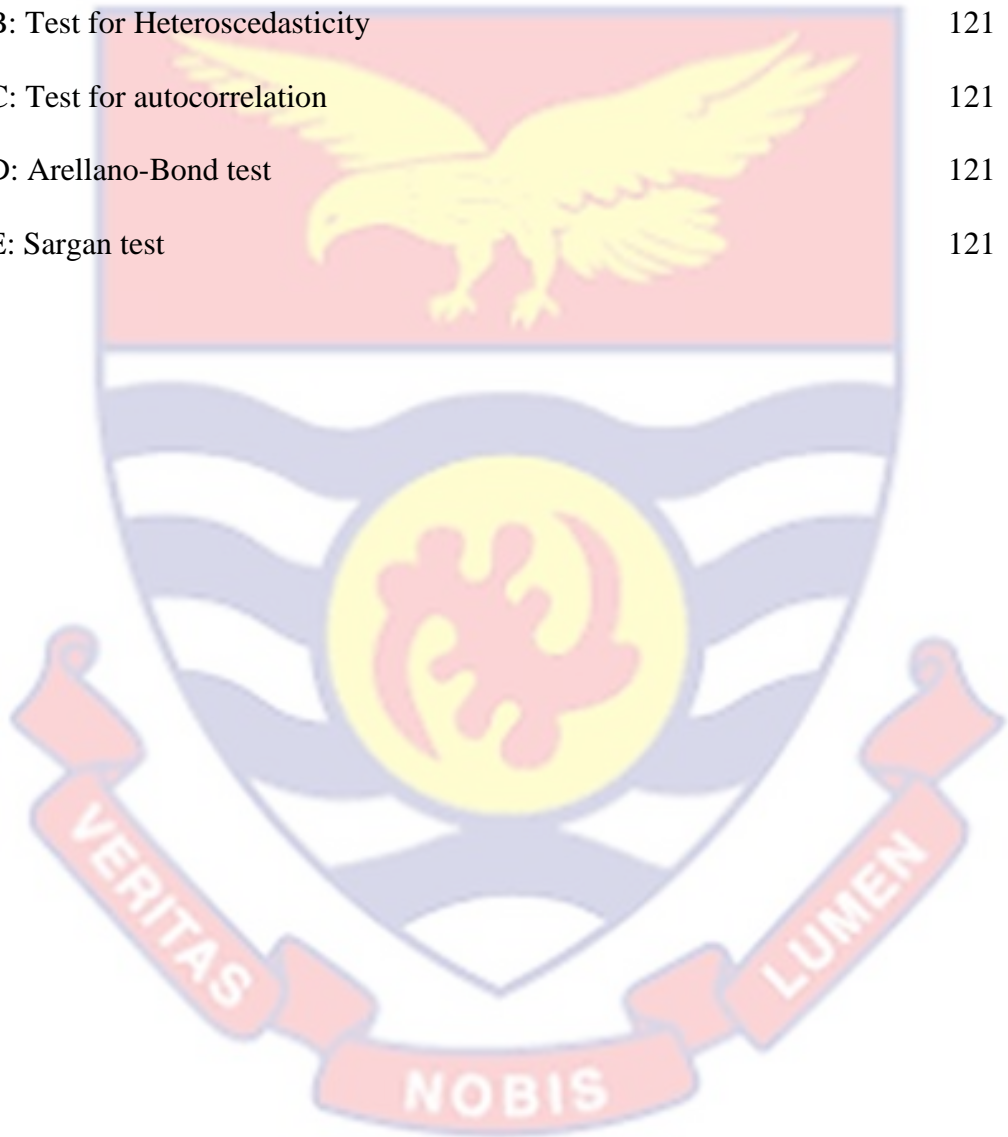 B: Test for Heteroscedasticity 121
C: Test for autocorrelation 121
D: Arellano-Bond test 121
E: Sargan test 121
VERITAS
NOBIS
LUMEN